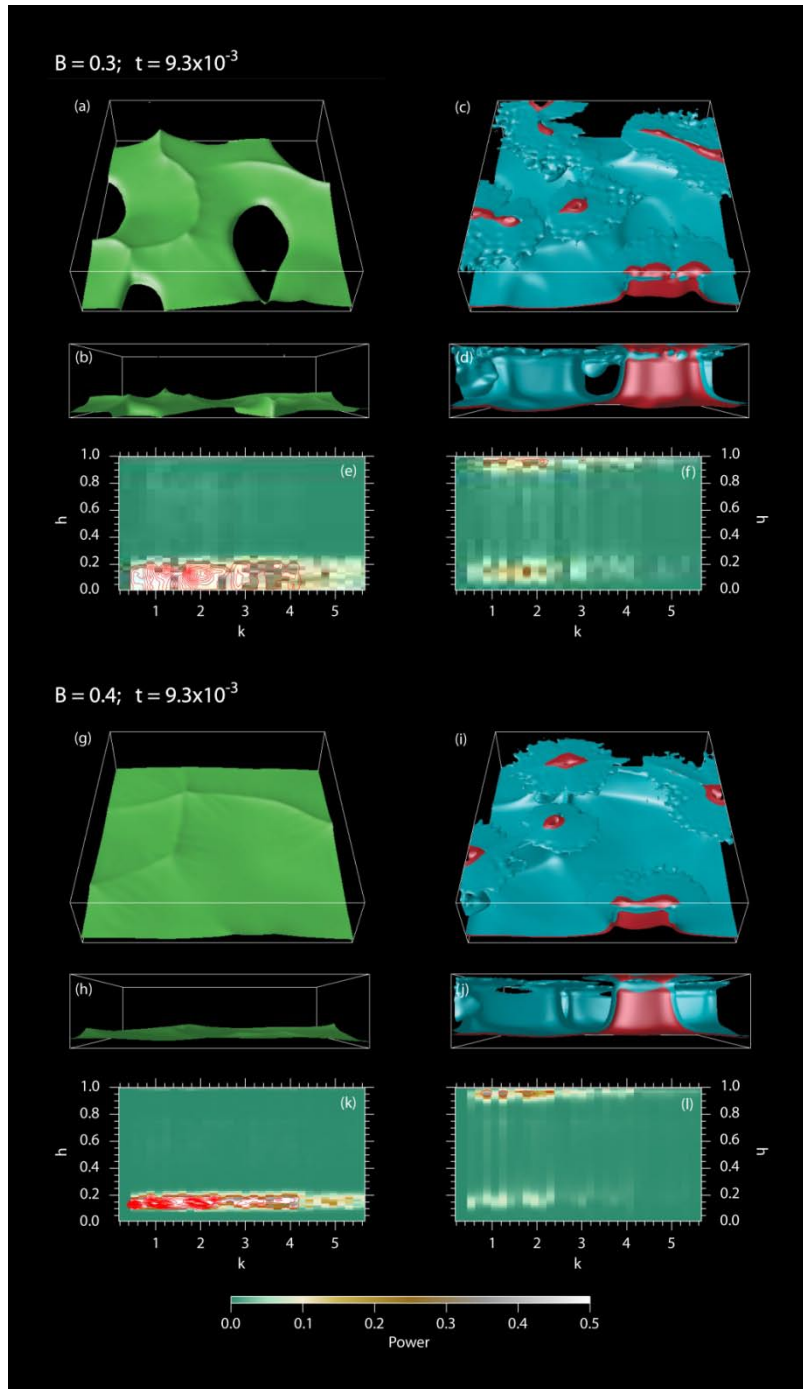 B = 0.3; t = 9.3x10⁻³
(a)
(c)
(b)
(d)
1.0
0.8
h 0.6
0.4
0.2
0.0
(e)
1 2 3 4 5
k
(f)
1.0
0.8
0.6 h
0.4
0.2
0.0
1 2 3 4 5
k
B = 0.4; t = 9.3x10⁻³
(g)
(i)
(h)
(j)
1.0
0.8
h 0.6
0.4
0.2
0.0
(k)
1 2 3 4 5
k
(l)
1.0
0.8
0.6 h
0.4
0.2
0.0
1 2 3 4 5
k
0.0 0.1 0.2 0.3 0.4 0.5
Power